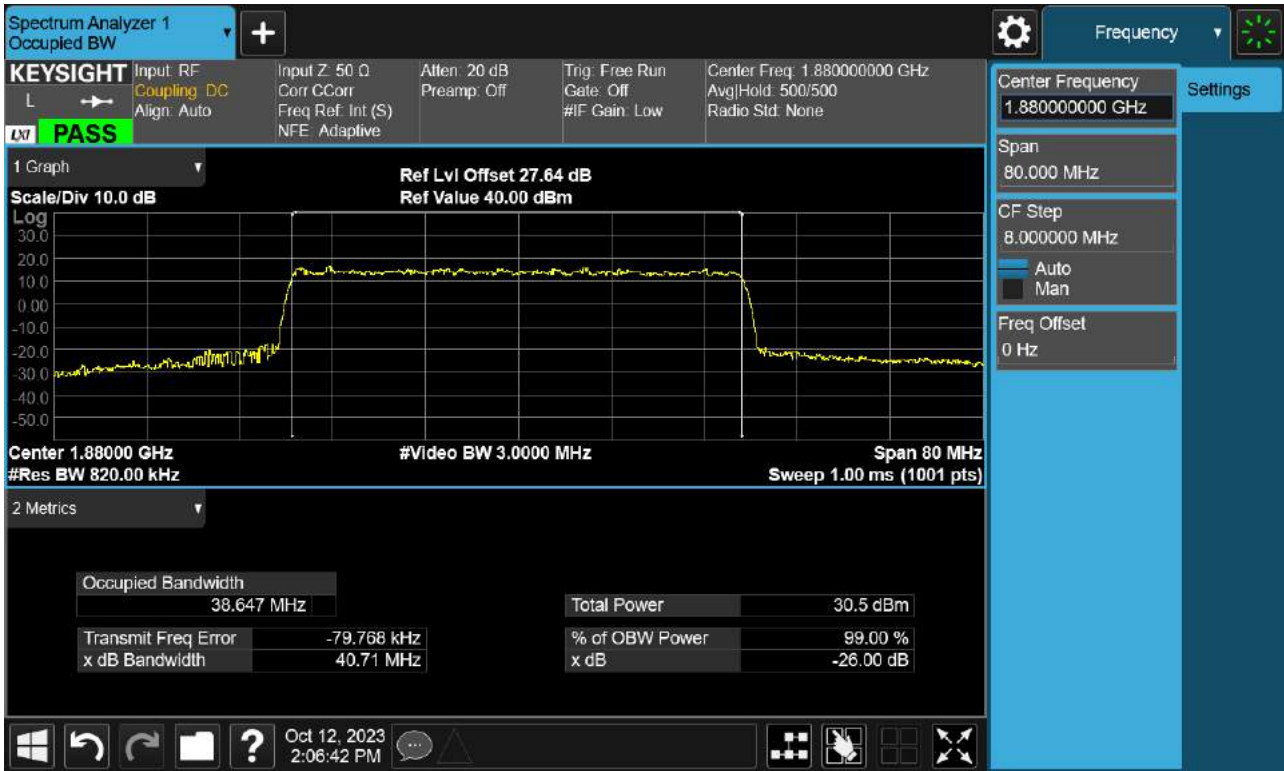 Spectrum Analyzer 1
Occupied BW
Frequency
KEYSIGHT
L
LXI
PASS
Input: RF
Coupling: DC
Align: Auto
Input Z: 50 Ω
Corr CCorr
Freq Ref: Int (S)
NFE: Adaptive
Atten: 20 dB
Preamp: Off
Trig: Free Run
Gate: Off
#IF Gain: Low
Center Freq: 1.880000000 GHz
Avg|Hold: 500/500
Radio Std: None
Center Frequency
1.880000000 GHz
Settings
Span
80.000 MHz
CF Step
8.000000 MHz
Auto
Man
Freq Offset
0 Hz
1 Graph
Scale/Div 10.0 dB
Ref Lvl Offset 27.64 dB
Ref Value 40.00 dBm
Log
30.0
20.0
10.0
0.00
-10.0
-20.0
-30.0
-40.0
-50.0
Center 1.88000 GHz
#Video BW 3.0000 MHz
Span 80 MHz
#Res BW 820.00 kHz
Sweep 1.00 ms (1001 pts)
2 Metrics
Occupied Bandwidth
38.647 MHz
Total Power 30.5 dBm
Transmit Freq Error -79.768 kHz
% of OBW Power 99.00 %
x dB Bandwidth 40.71 MHz
x dB -26.00 dB
?
Oct 12, 2023
2:06:42 PM